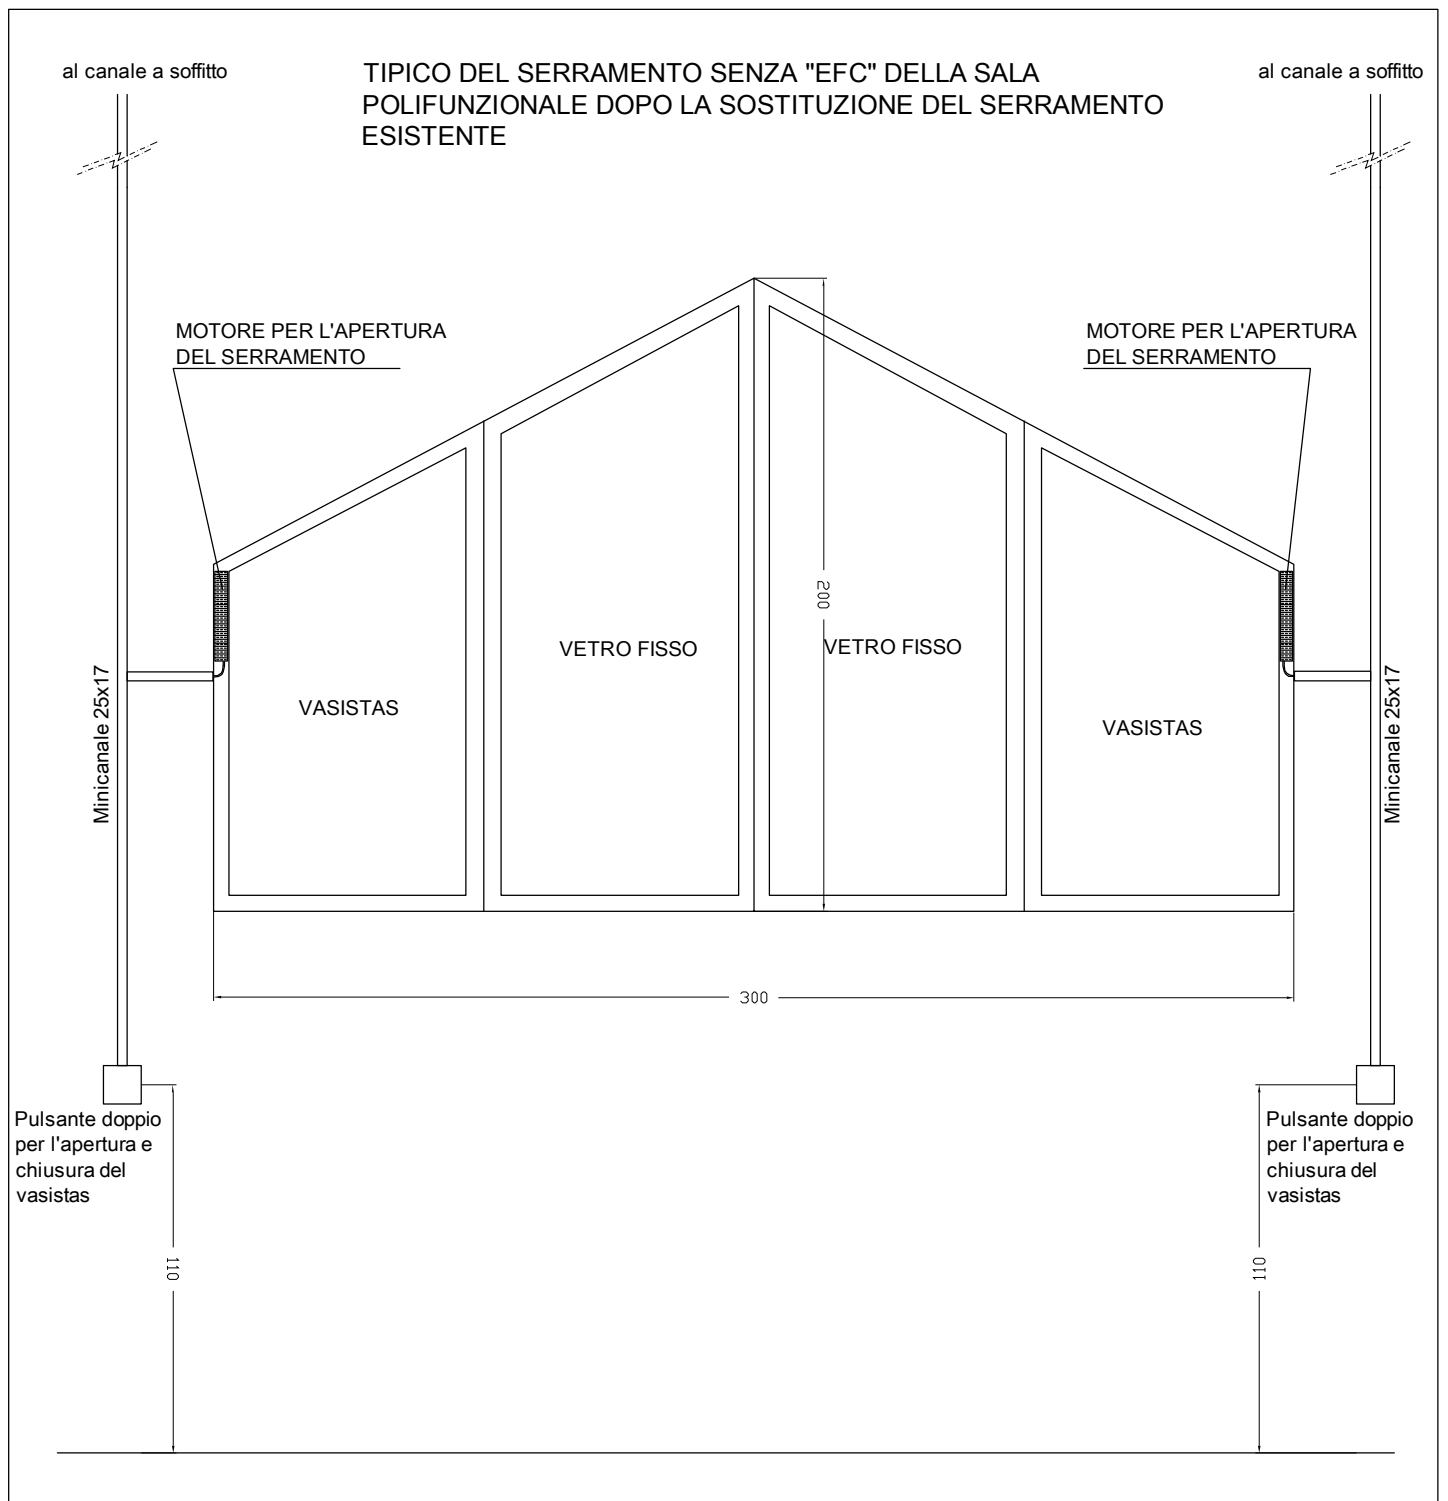 al canale a soffitto
TIPICO DEL SERRAMENTO SENZA "EFC" DELLA SALA
POLIFUNZIONALE DOPO LA SOSTITUZIONE DEL SERRAMENTO
ESISTENTE
al canale a soffitto
MOTORE PER L'APERTURA
DEL SERRAMENTO
MOTORE PER L'APERTURA
DEL SERRAMENTO
200
VETRO FISSO
VETRO FISSO
VASISTAS
VASISTAS
Minicanale 25x17
Minicanale 25x17
300
Pulsante doppio
per l'apertura e
chiusura del
vasistas
Pulsante doppio
per l'apertura e
chiusura del
vasistas
110
110